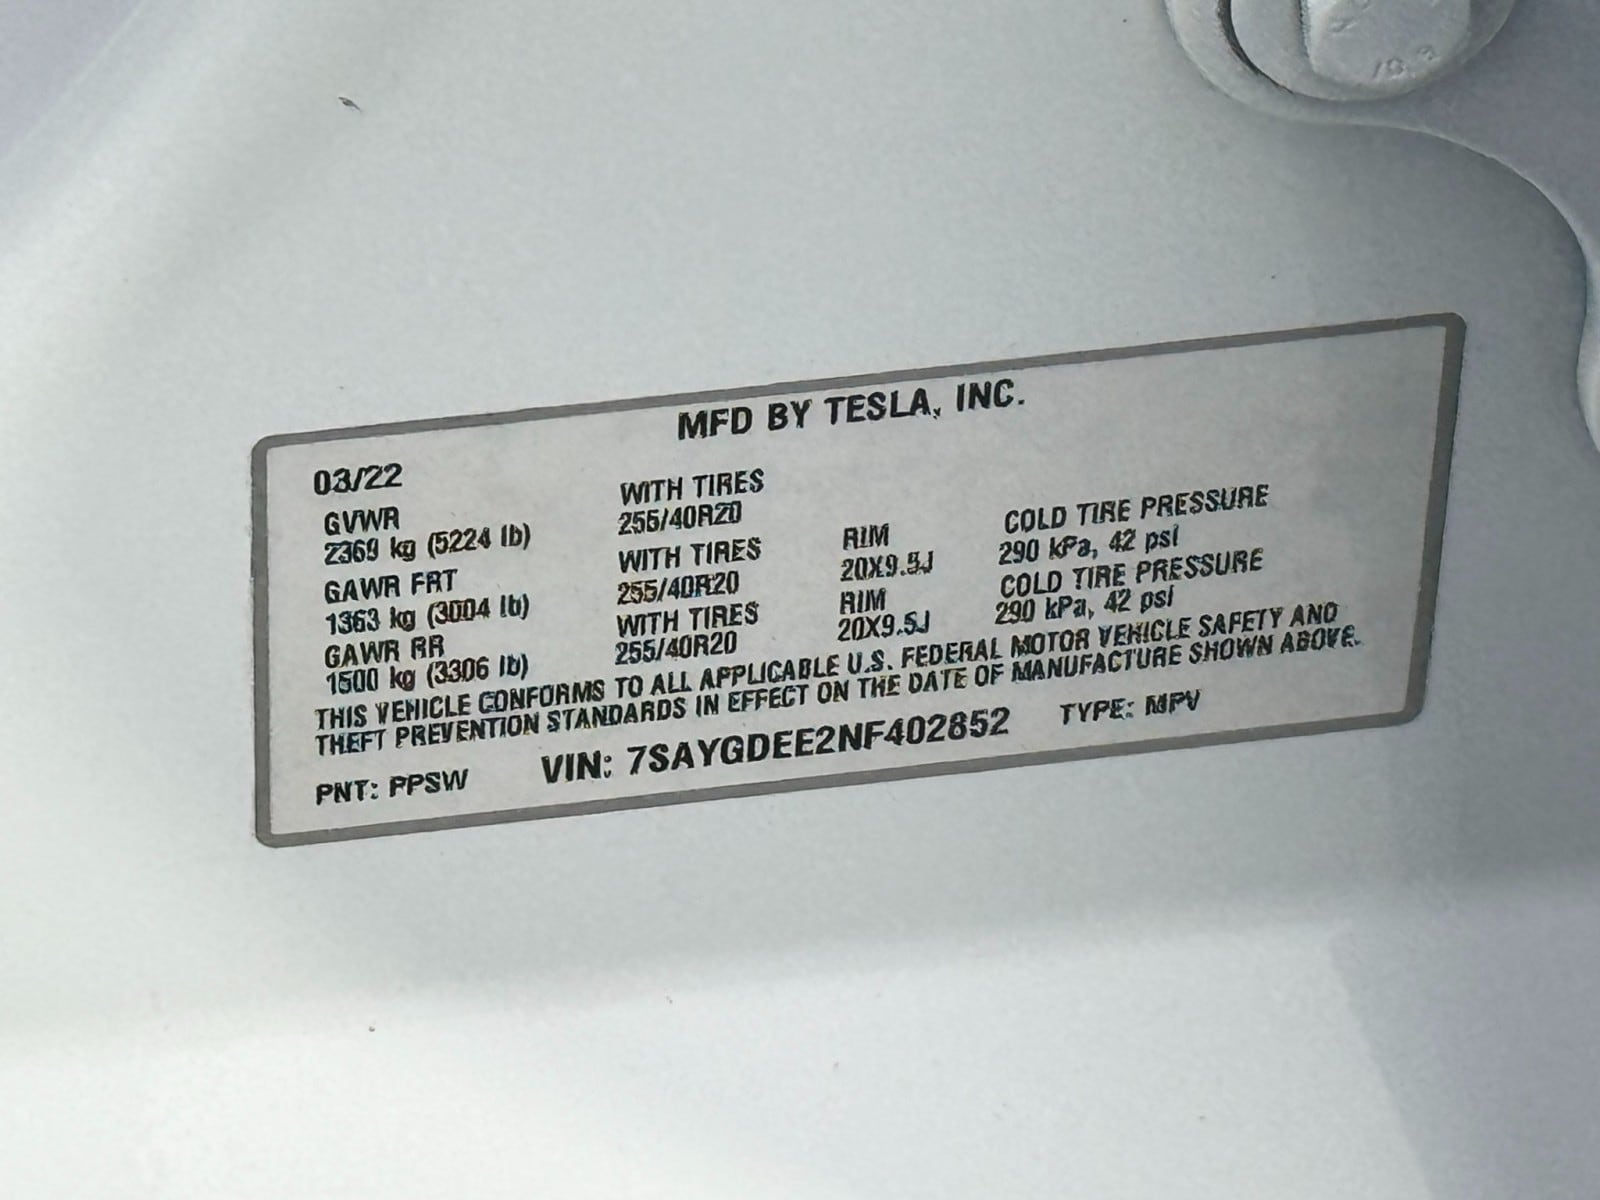 MFD BY TESLA, INC.
03/22
GVWR WITH TIRES
2369 kg (5224 lb) 255/40R20
GAWR FRT WITH TIRES RIM COLD TIRE PRESSURE
1363 kg (3004 lb) 255/40R20 20X9.5J 290 kPa, 42 psi
GAWR RR WITH TIRES RIM COLD TIRE PRESSURE
1500 kg (3306 lb) 255/40R20 20X9.5J 290 kPa, 42 psi
THIS VEHICLE CONFORMS TO ALL APPLICABLE U.S. FEDERAL MOTOR VEHICLE SAFETY AND
THEFT PREVENTION STANDARDS IN EFFECT ON THE DATE OF MANUFACTURE SHOWN ABOVE.
PNT: PPSW VIN: 7SAYGDEE2NF402852 TYPE: MPV